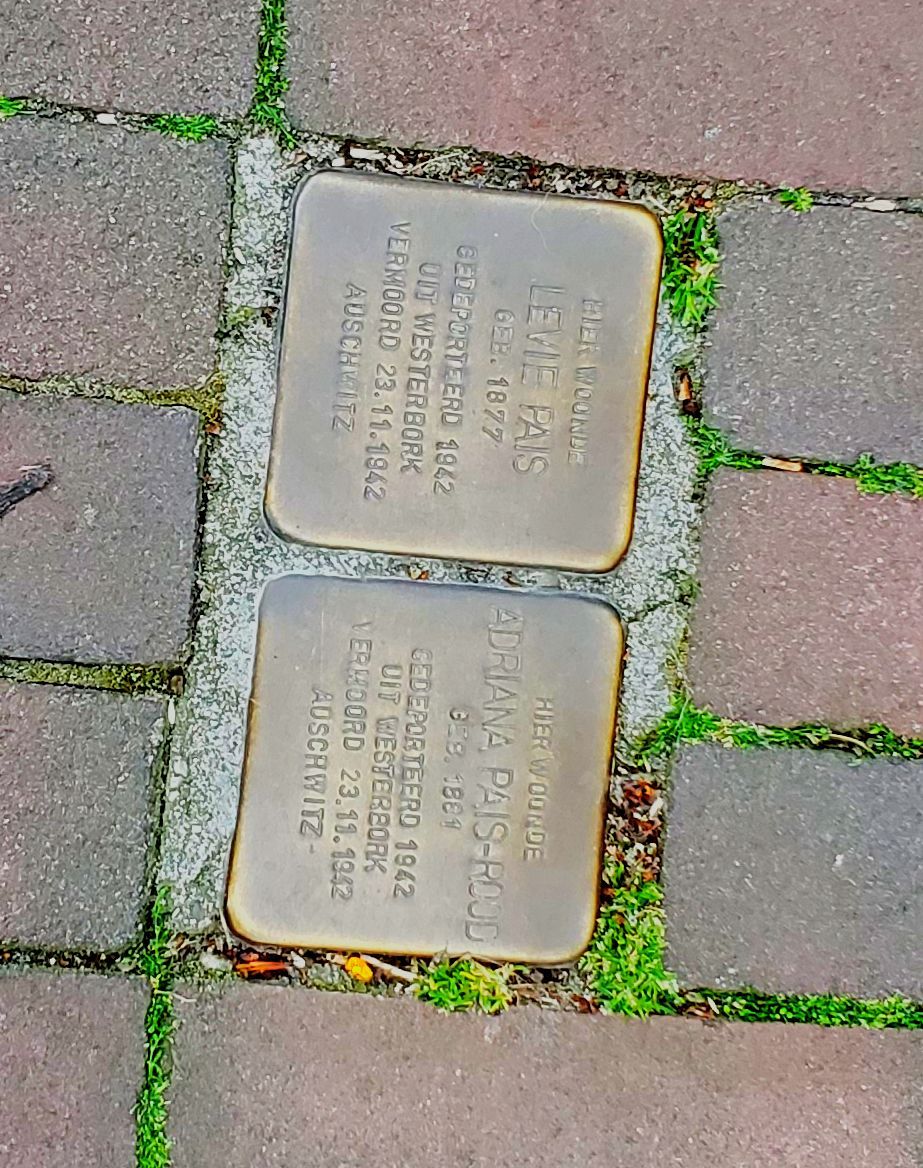 HIER WOONDE
LEVIE PAIS
GEB. 1877
GEDEPORTEERD 1942
UIT WESTERBORK
VERMOORD 23.11.1942
AUSCHWITZ
HIER WOONDE
ADRIANA PAIS-ROOD
GEB. 1881
GEDEPORTEERD 1942
UIT WESTERBORK
VERMOORD 23.11.1942
AUSCHWITZ